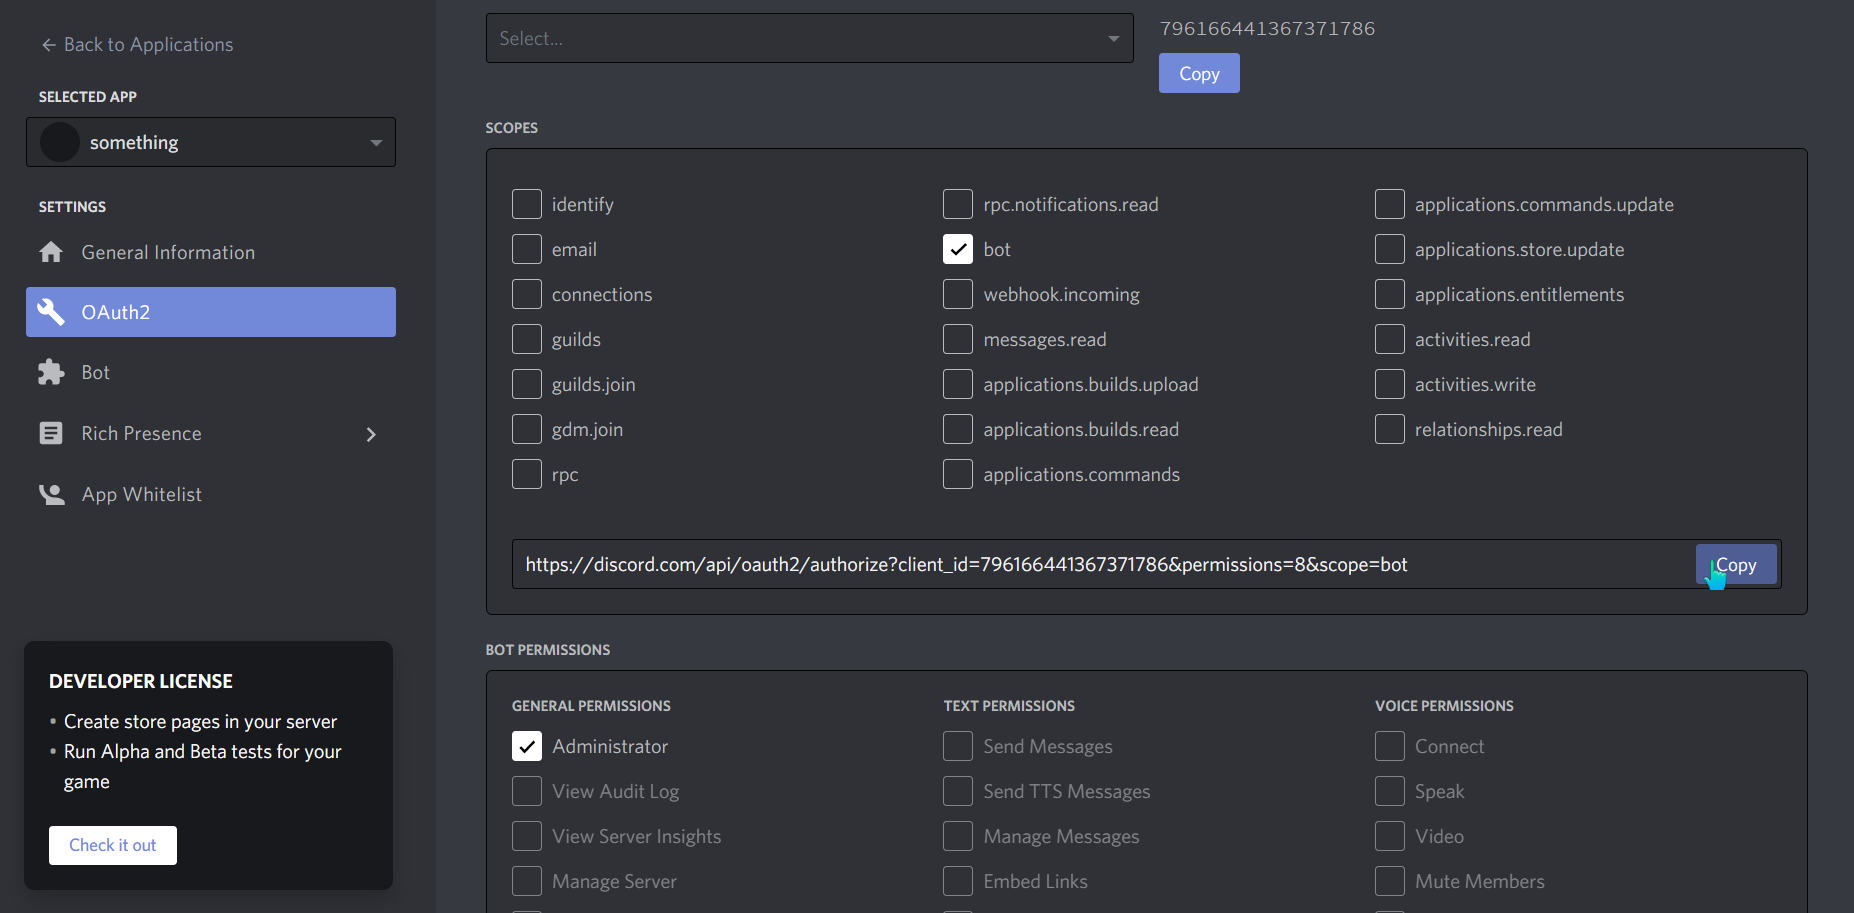 Back to Applications
SELECTED APP
something
SETTINGS
General Information
OAuth2
Bot
Rich Presence
App Whitelist
DEVELOPER LICENSE
• Create store pages in your server
• Run Alpha and Beta tests for your
game
Check it out
Select...
796166441367371786
Copy
SCOPES
identify
email
connections
guilds
guilds.join
gdm.join
rpc
rpc.notifications.read
bot
webhook.incoming
messages.read
applications.builds.upload
applications.builds.read
applications.commands
applications.commands.update
applications.store.update
applications.entitlements
activities.read
activities.write
relationships.read
https://discord.com/api/oauth2/authorize?client_id=796166441367371786&permissions=8&scope=bot
Copy
BOT PERMISSIONS
GENERAL PERMISSIONS
Administrator
View Audit Log
View Server Insights
Manage Server
TEXT PERMISSIONS
Send Messages
Send TTS Messages
Manage Messages
Embed Links
VOICE PERMISSIONS
Connect
Speak
Video
Mute Members